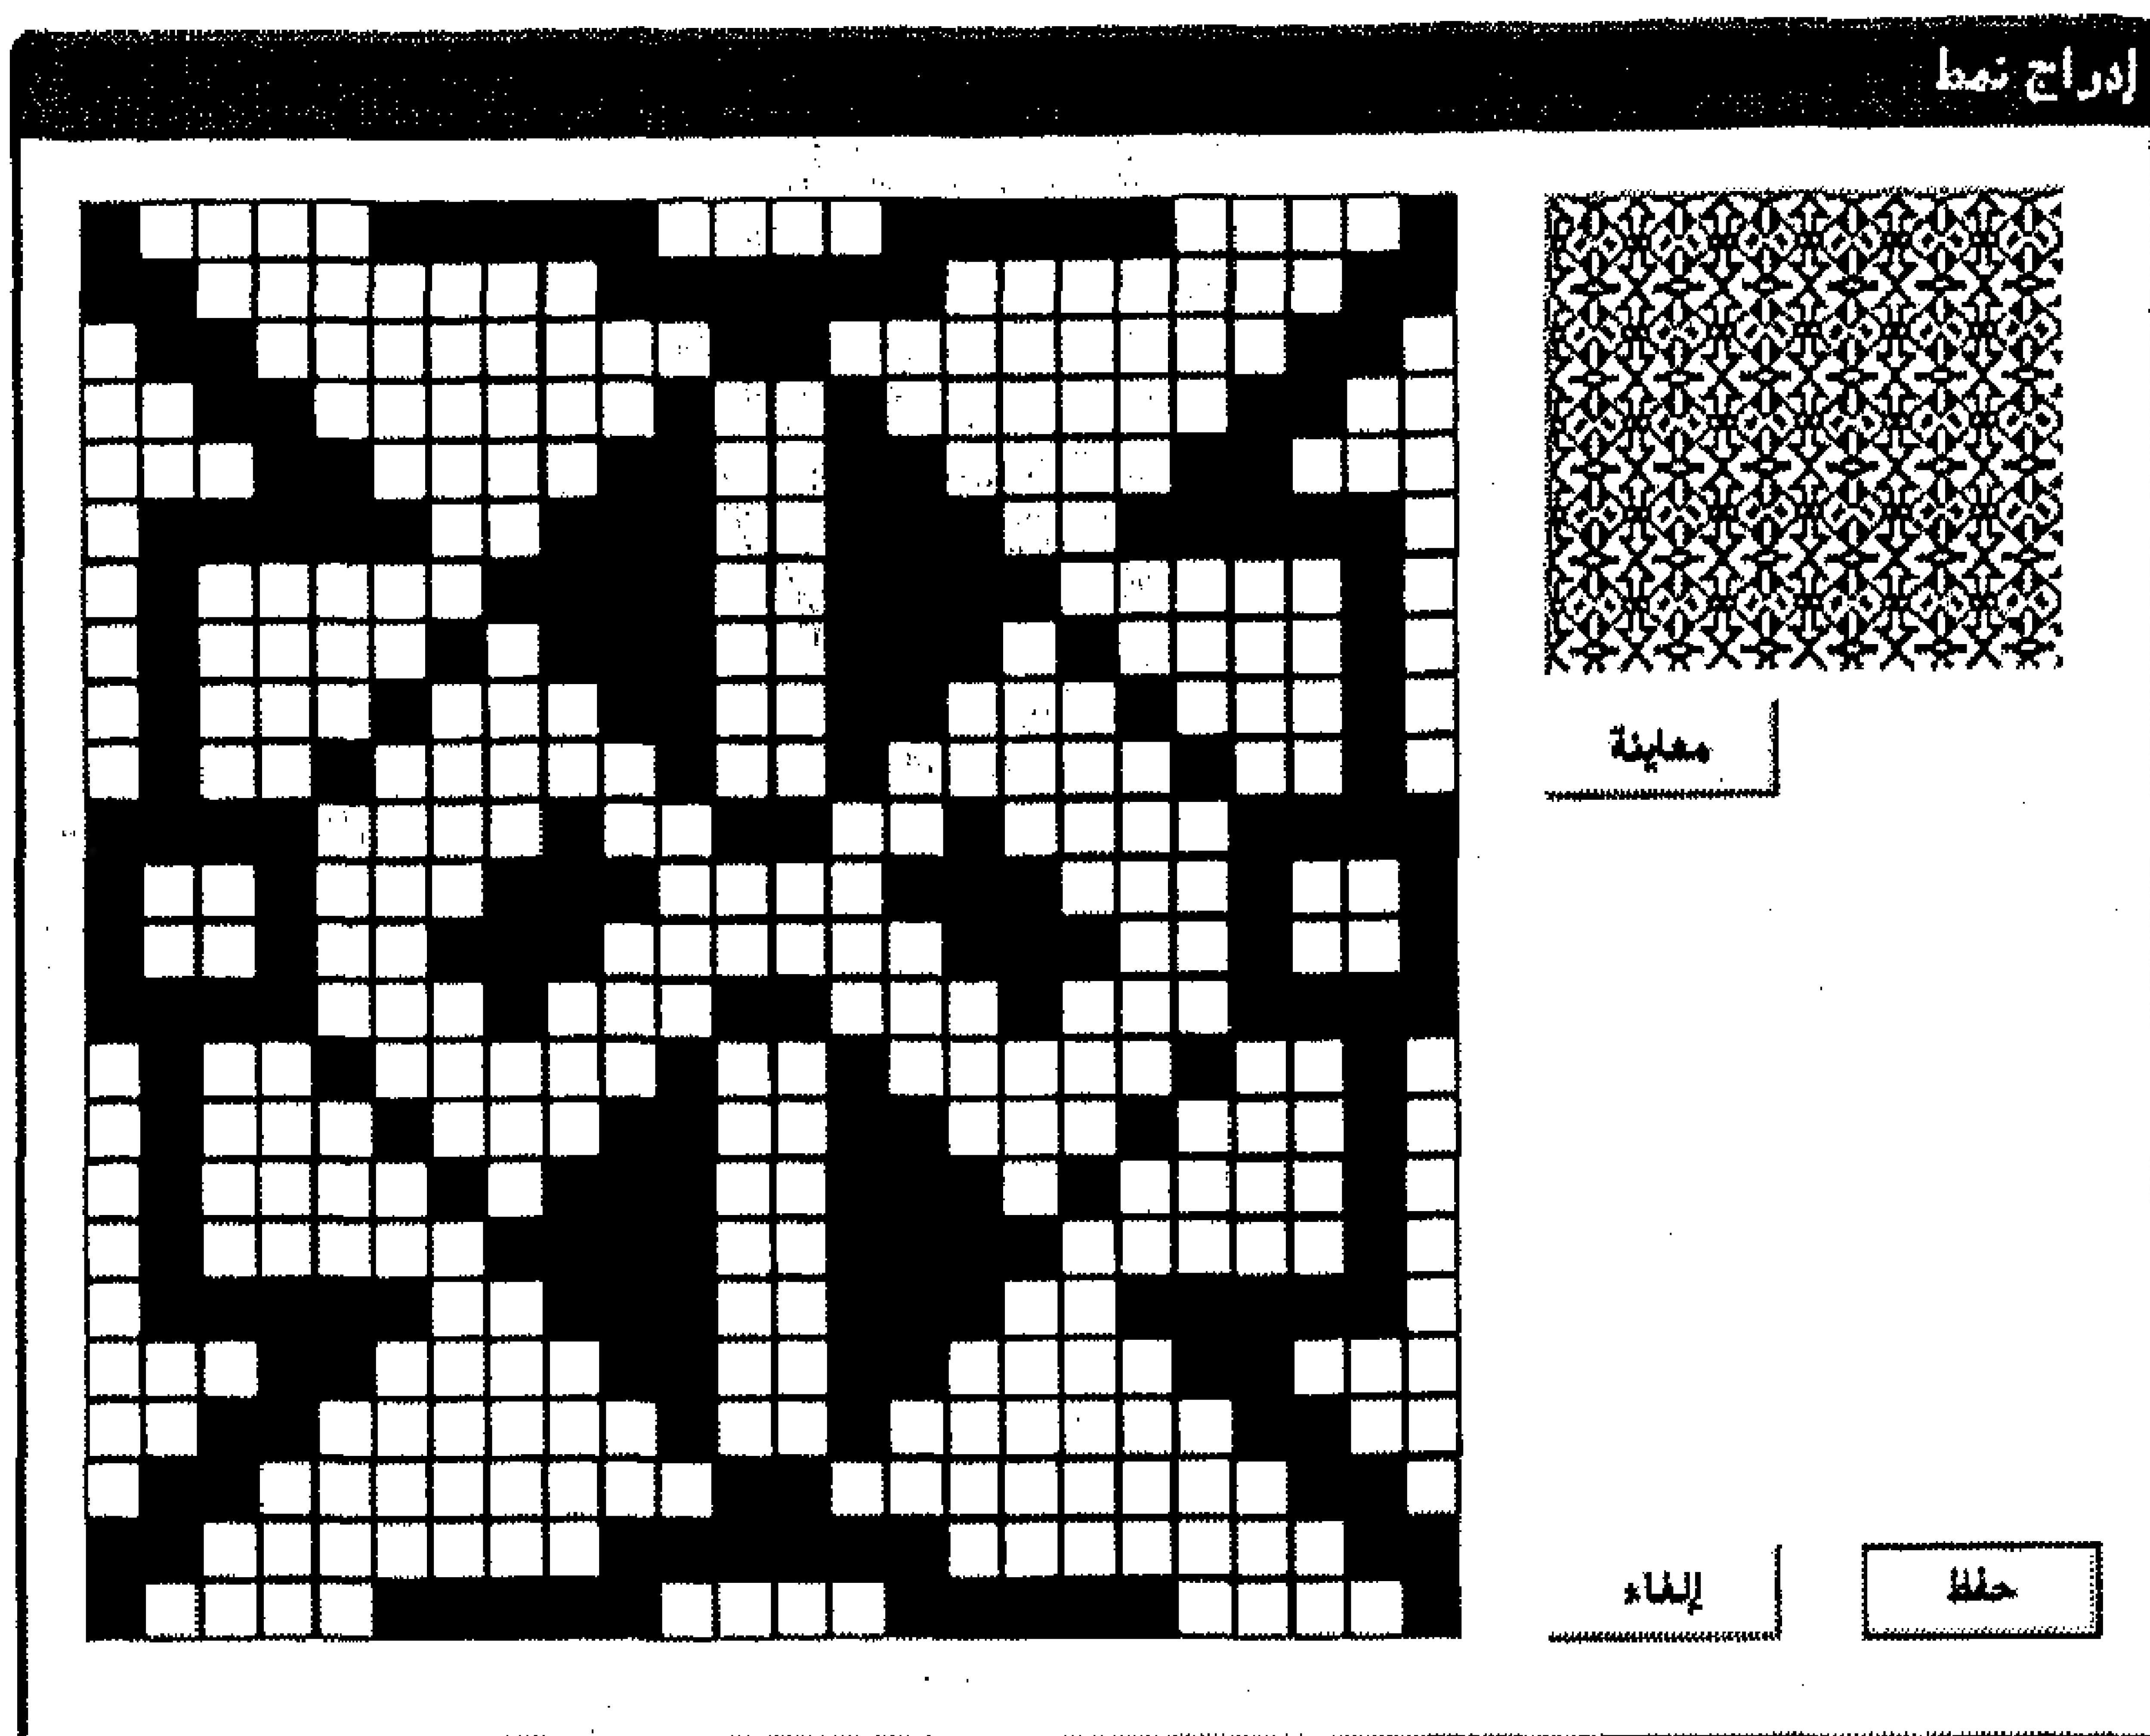 إدراج نمط
معاينة
حفظ
إلغاء